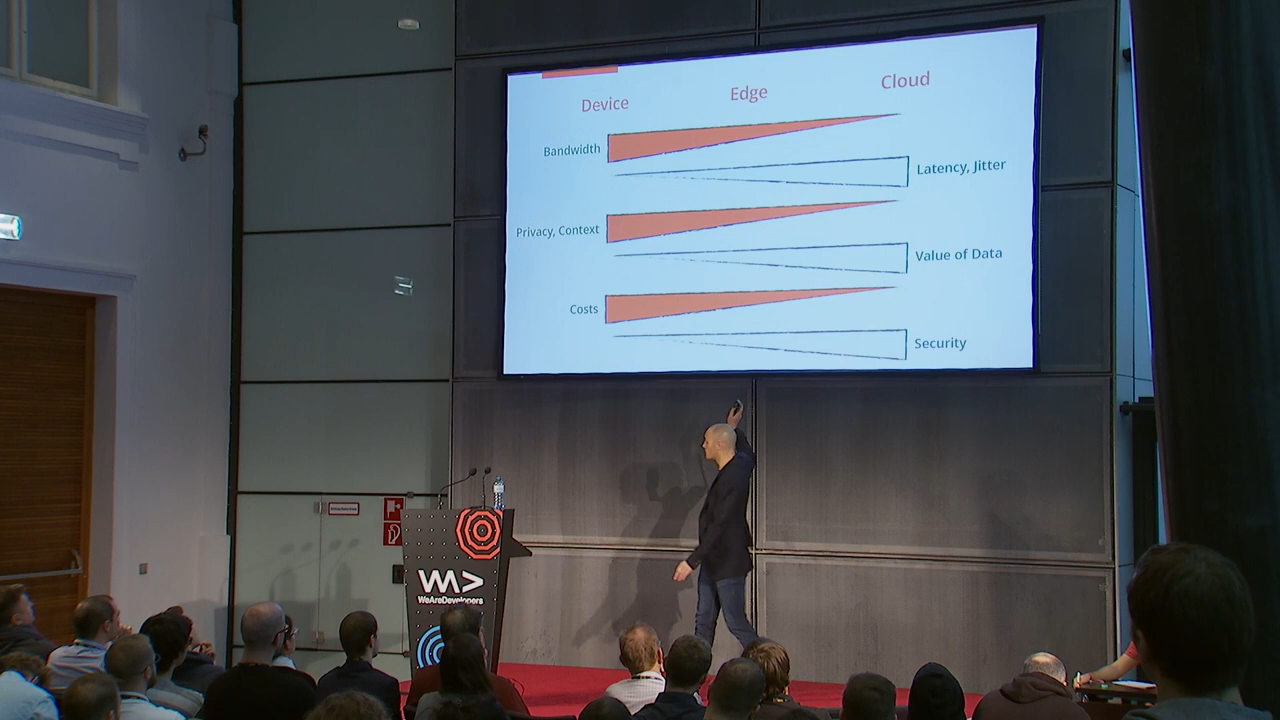 Device
Edge
Cloud
Bandwidth
Latency, Jitter
Privacy, Context
Value of Data
Costs
Security
WeAreDevelopers